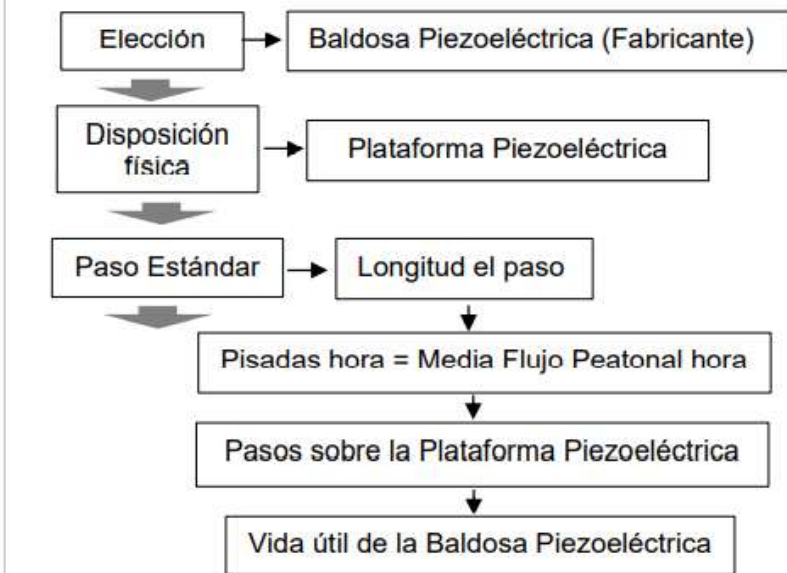 Elección
Baldosa Piezoeléctrica (Fabricante)
Disposición
física
Plataforma Piezoeléctrica
Paso Estándar
Longitud el paso
Pisadas hora = Media Flujo Peatonal hora
Pasos sobre la Plataforma Piezoeléctrica
Vida útil de la Baldosa Piezoeléctrica